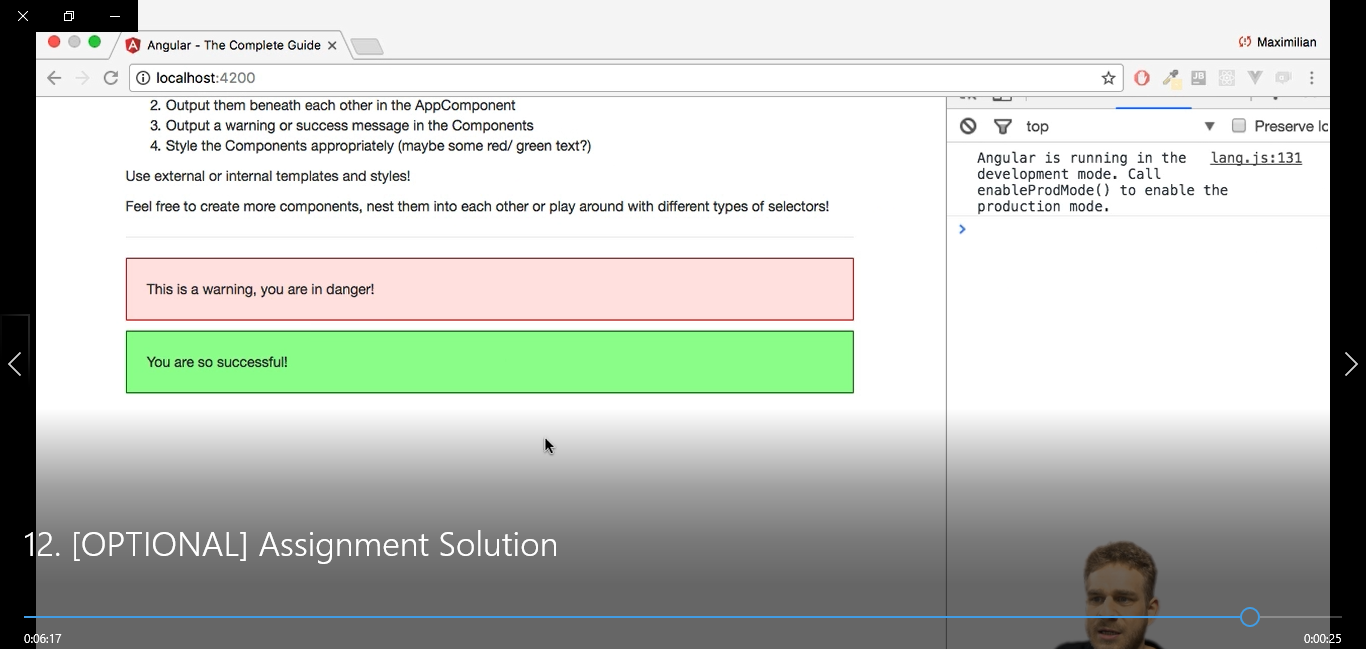 Angular - The Complete Guide
Maximilian
localhost:4200
2. Output them beneath each other in the AppComponent
3. Output a warning or success message in the Components
4. Style the Components appropriately (maybe some red/ green text?)
Use external or internal templates and styles!
Feel free to create more components, nest them into each other or play around with different types of selectors!
This is a warning, you are in danger!
You are so successful!
top
Preserve lo
Angular is running in the lang.js:131
development mode. Call
enableProdMode() to enable the
production mode.
12. [OPTIONAL] Assignment Solution
0:06:17
0:00:25